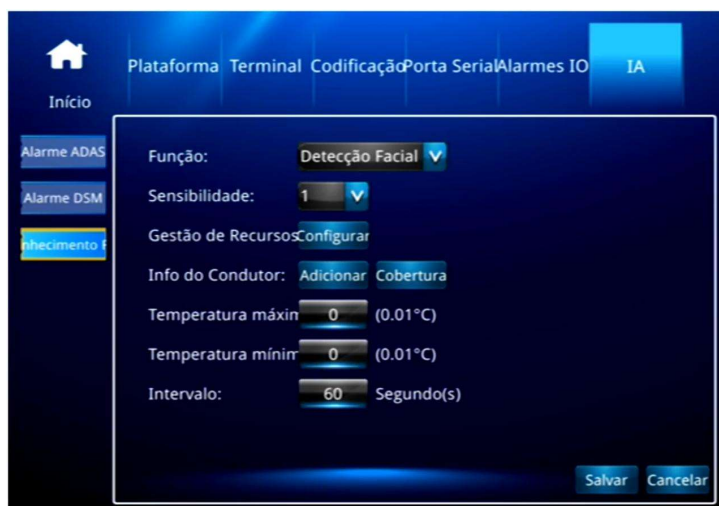 Plataforma Terminal Codificação Porta Serial Alarmes IO IA
Início
Alarme ADAS
Alarme DSM
nhecimento F
Função: Detecção Facial
Sensibilidade: 1
Gestão de Recursos Configurar
Info do Condutor: Adicionar Cobertura
Temperatura máxim 0 (0.01°C)
Temperatura mínim 0 (0.01°C)
Intervalo: 60 Segundo(s)
Salvar Cancelar